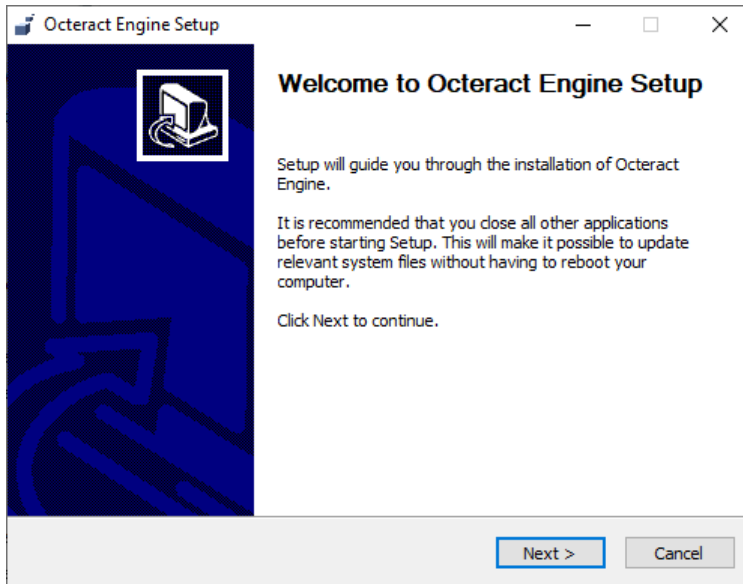 Octeract Engine Setup
Welcome to Octeract Engine Setup
Setup will guide you through the installation of Octeract
Engine.
It is recommended that you close all other applications
before starting Setup. This will make it possible to update
relevant system files without having to reboot your
computer.
Click Next to continue.
Next >
Cancel